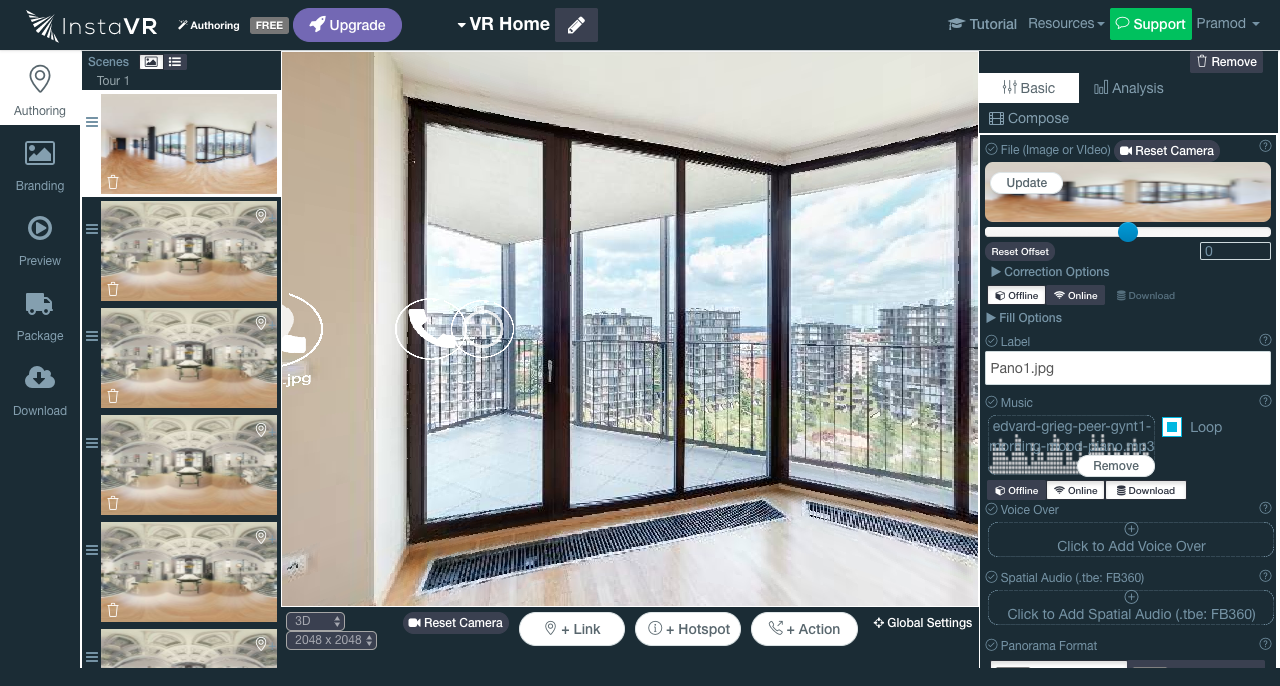 InstaVR
Authoring
FREE
Upgrade
VR Home
Tutorial
Resources
Support
Pramod
Authoring
Branding
Preview
Package
Download
Scenes
Tour 1
.jpg
3D
2048 x 2048
Reset Camera
+ Link
+ Hotspot
+ Action
Global Settings
Remove
Basic
Analysis
Compose
File (Image or VIdeo)
Reset Camera
Update
Reset Offset
0
Correction Options
Offline
Online
Download
Fill Options
Label
Pano1.jpg
Music
edvard-grieg-peer-gynt1-
morning-mood-piano.mp3
Loop
Remove
Offline
Online
Download
Voice Over
Click to Add Voice Over
Spatial Audio (.tbe: FB360)
Click to Add Spatial Audio (.tbe: FB360)
Panorama Format